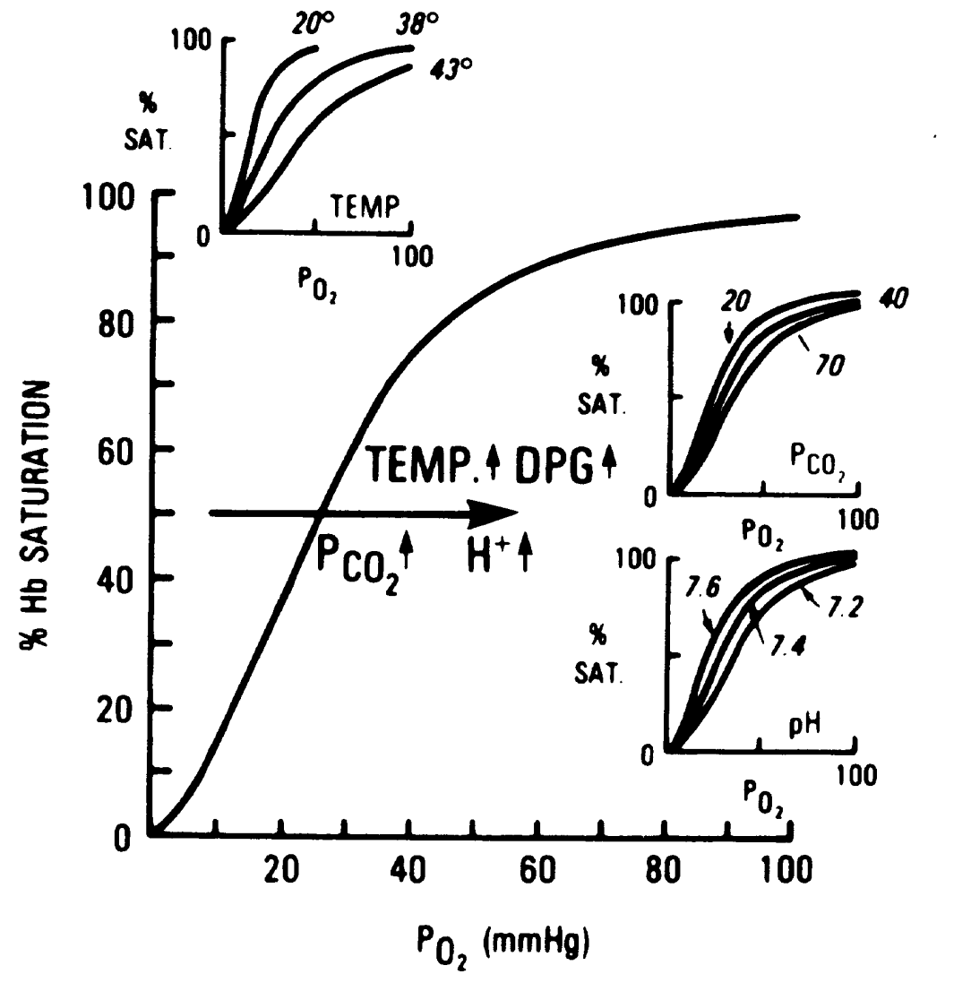 20° 38°
100
43°
%
SAT.
TEMP
0
100
PO₂
100
80
60
40
20
0
% Hb SATURATION
TEMP.↑ DPG↑
PCO₂↑ H⁺↑
20 40 60 80 100
PO₂ (mmHg)
100
20
40
70
%
SAT.
PCO₂
0
100
PO₂
100
7.6
7.2
7.4
%
SAT.
pH
0
100
PO₂